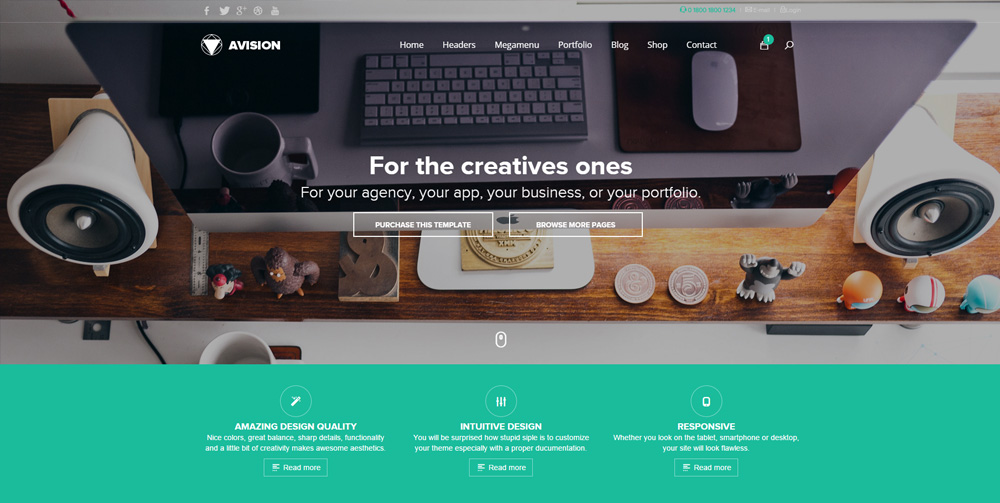 0 1800 1800 1234 E-mail Login
AVISION
Home Headers Megamenu Portfolio Blog Shop Contact 1
For the creatives ones
For your agency, your app, your business, or your portfolio.
PURCHASE THIS TEMPLATE BROWSE MORE PAGES
AMAZING DESIGN QUALITY
Nice colors, great balance, sharp details, functionality
and a little bit of creativity makes awesome aesthetics.
Read more
INTUITIVE DESIGN
You will be surprised how stupid siple is to customize
your theme especially with a proper ducumentation.
Read more
RESPONSIVE
Whether you look on the tablet, smartphone or desktop,
your site will look flawless.
Read more